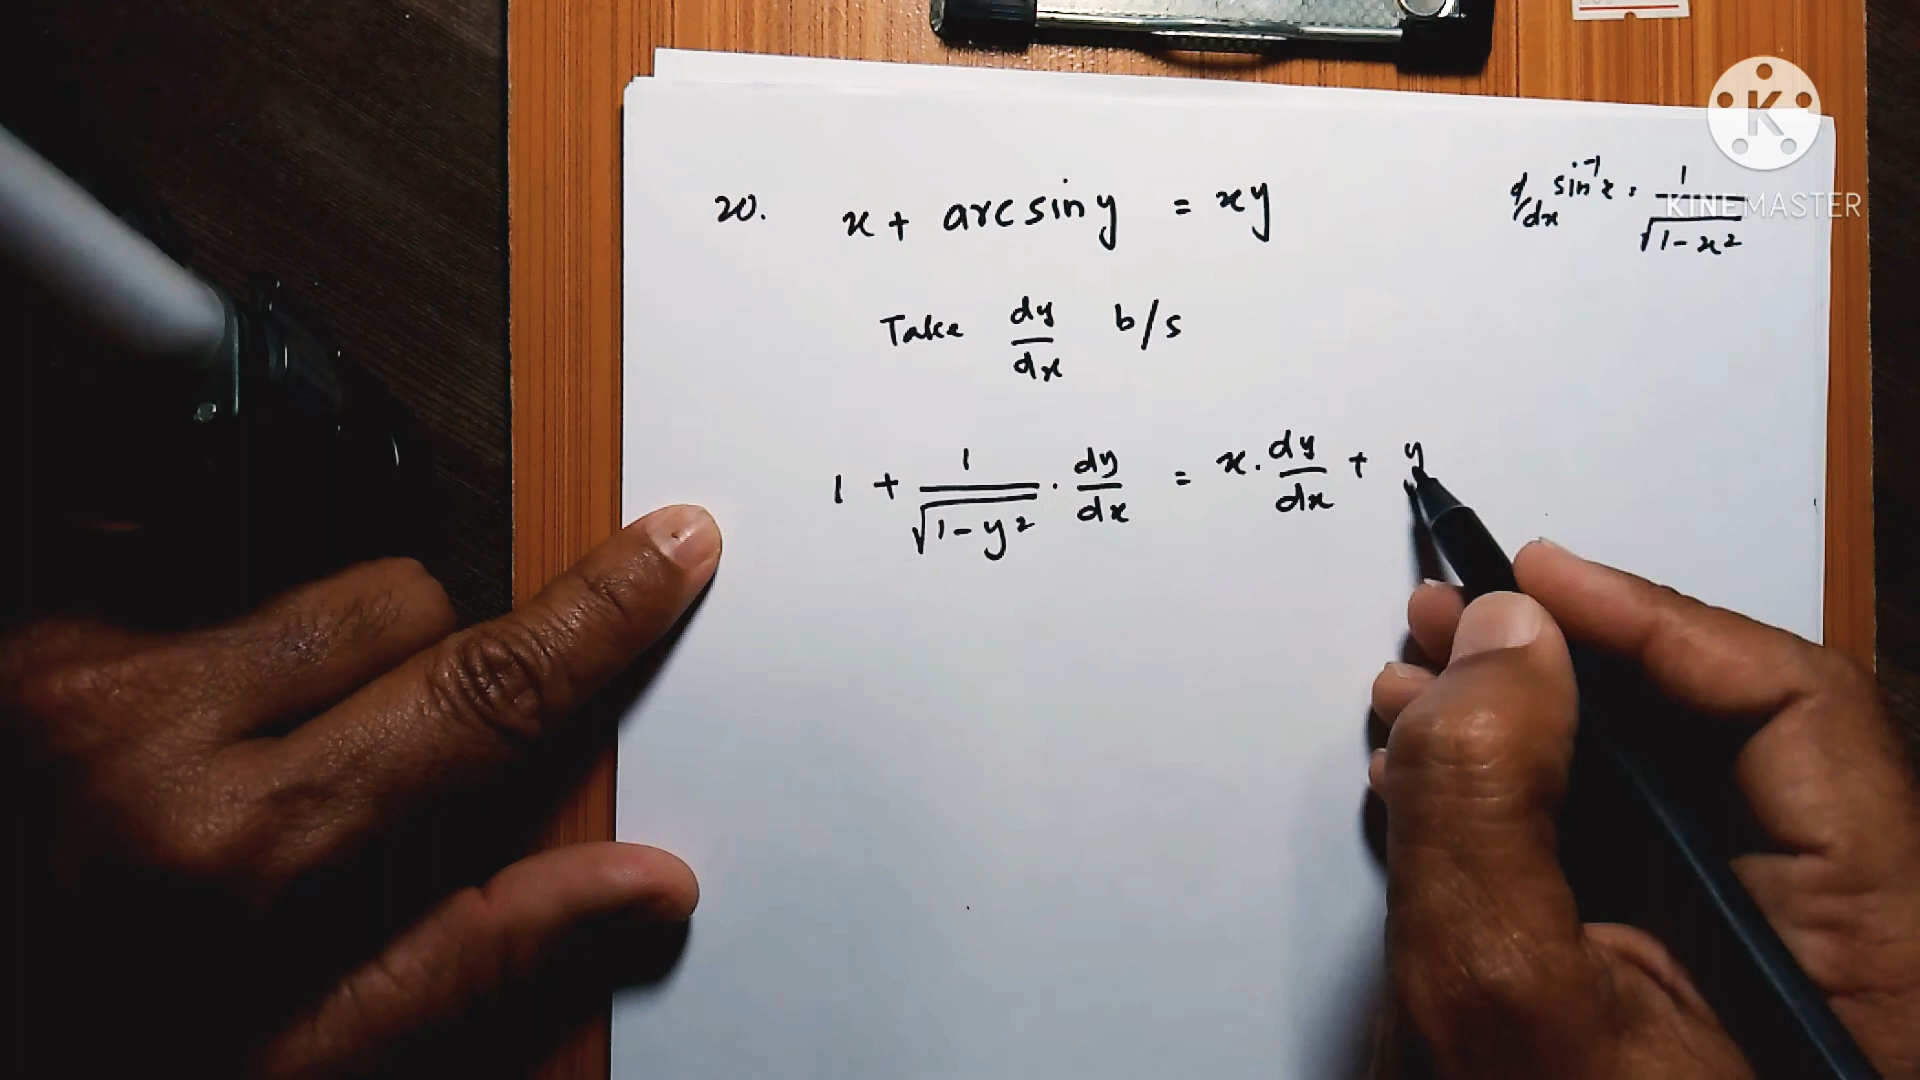 20. x + arcsiny = xy
d/dx sin⁻¹x = 1/√(1-x²)
KINEMASTER
Take dy/dx b/s
1 + 1/√(1-y²) · dy/dx = x · dy/dx + y